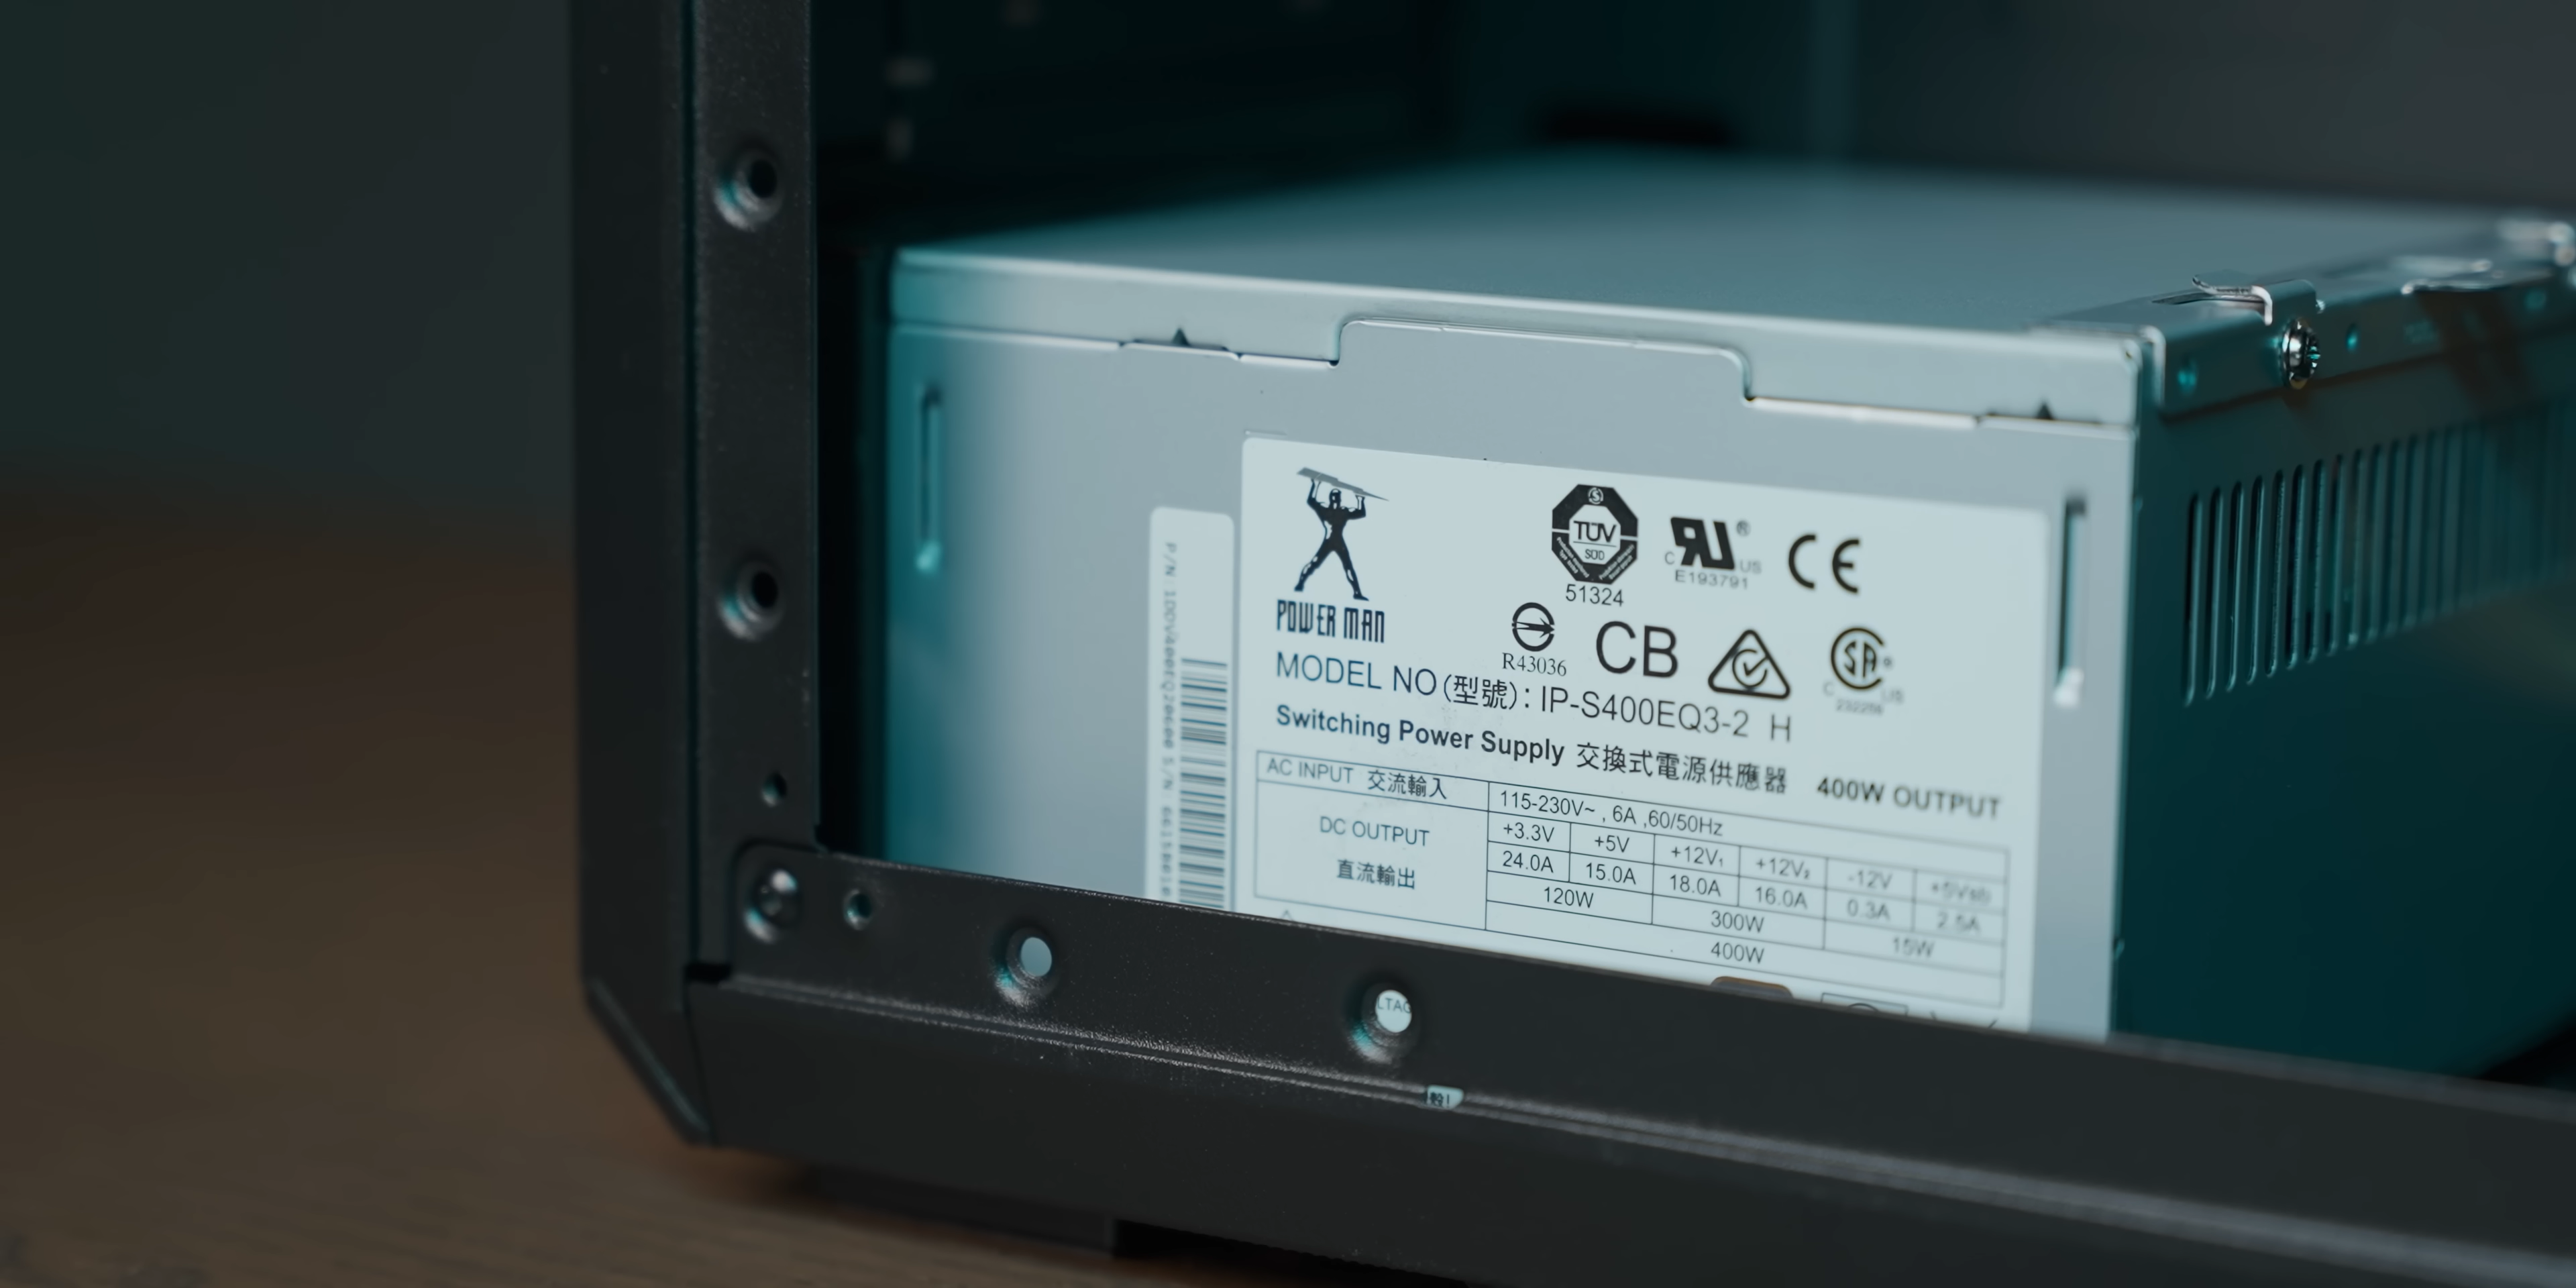 TÜV
SÜD
51324
C US ®
E193791
CE
POWER MAN
R43036
CB
SA ®
C US
MODEL NO(型號): IP-S400EQ3-2 H
Switching Power Supply 交換式電源供應器 400W OUTPUT
AC INPUT 交流輸入 115-230V~ , 6A ,60/50Hz
DC OUTPUT
直流輸出
+3.3V +5V +12V₁ +12V₂ -12V +5Vsb
24.0A 15.0A 18.0A 16.0A 0.3A 2.5A
120W 300W 15W
400W
LTAG